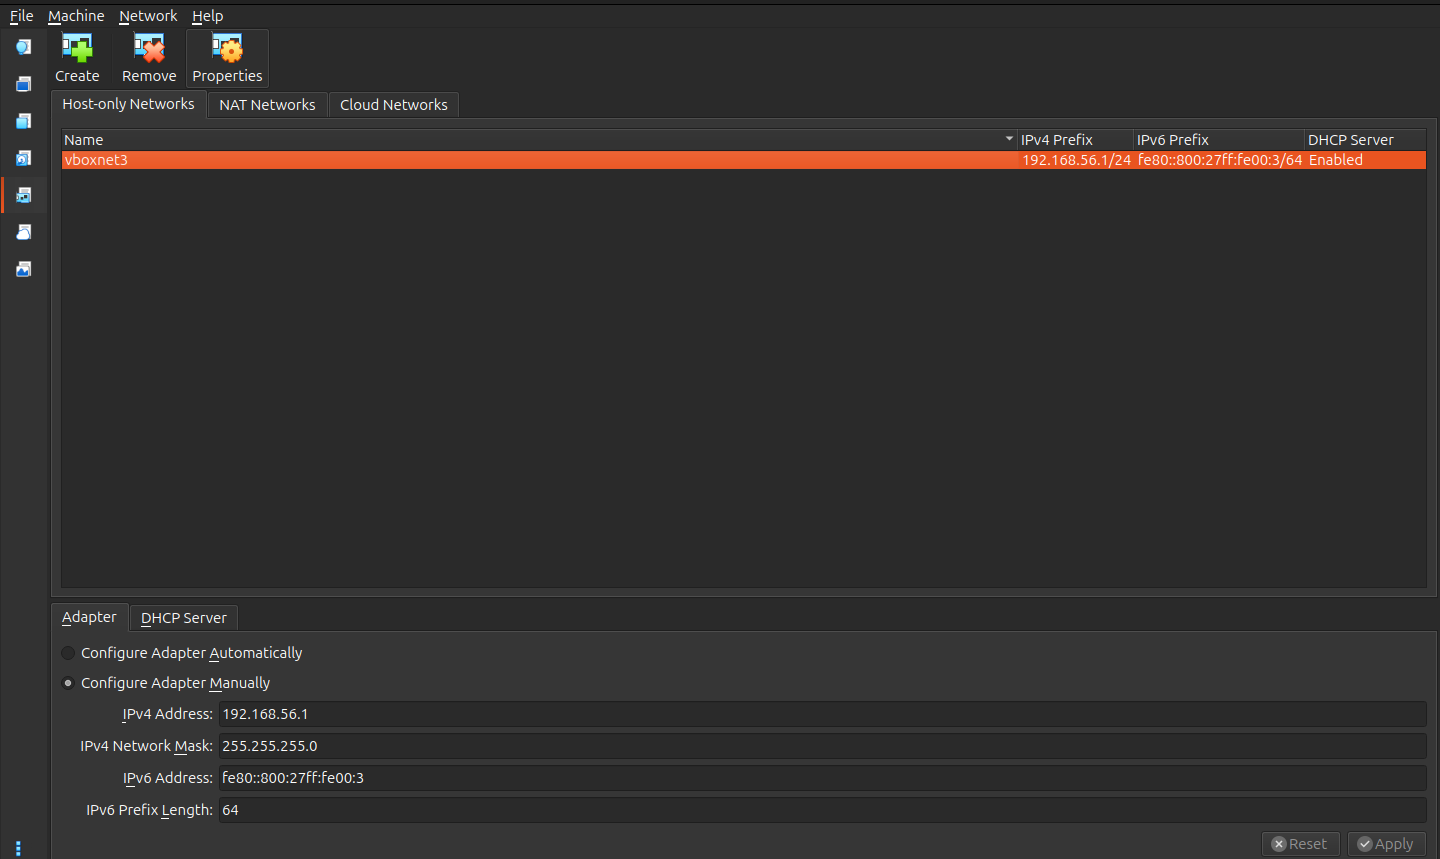 File Machine Network Help
Create Remove Properties
Host-only Networks NAT Networks Cloud Networks
Name IPv4 Prefix IPv6 Prefix DHCP Server
vboxnet3 192.168.56.1/24 fe80::800:27ff:fe00:3/64 Enabled
Adapter DHCP Server
Configure Adapter Automatically
Configure Adapter Manually
IPv4 Address: 192.168.56.1
IPv4 Network Mask: 255.255.255.0
IPv6 Address: fe80::800:27ff:fe00:3
IPv6 Prefix Length: 64
Reset Apply